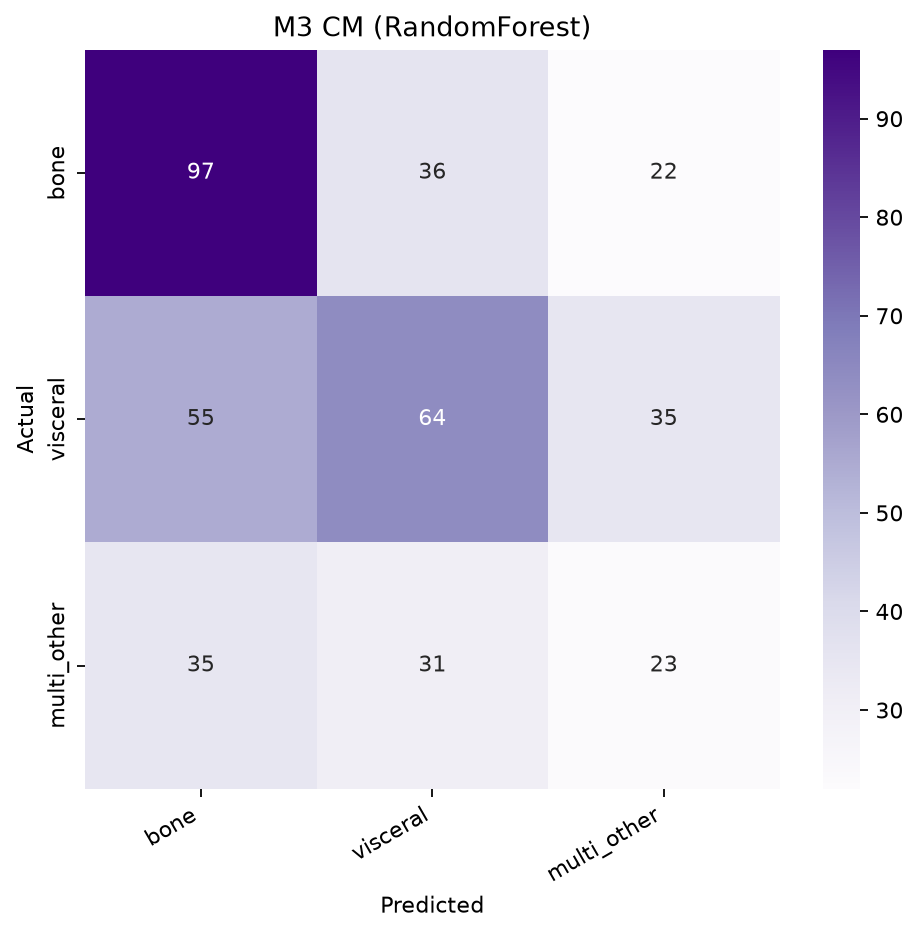 M3 CM (RandomForest)
Actual
bone
visceral
multi_other
97 36 22
55 64 35
35 31 23
bone visceral multi_other
Predicted
90
80
70
60
50
40
30